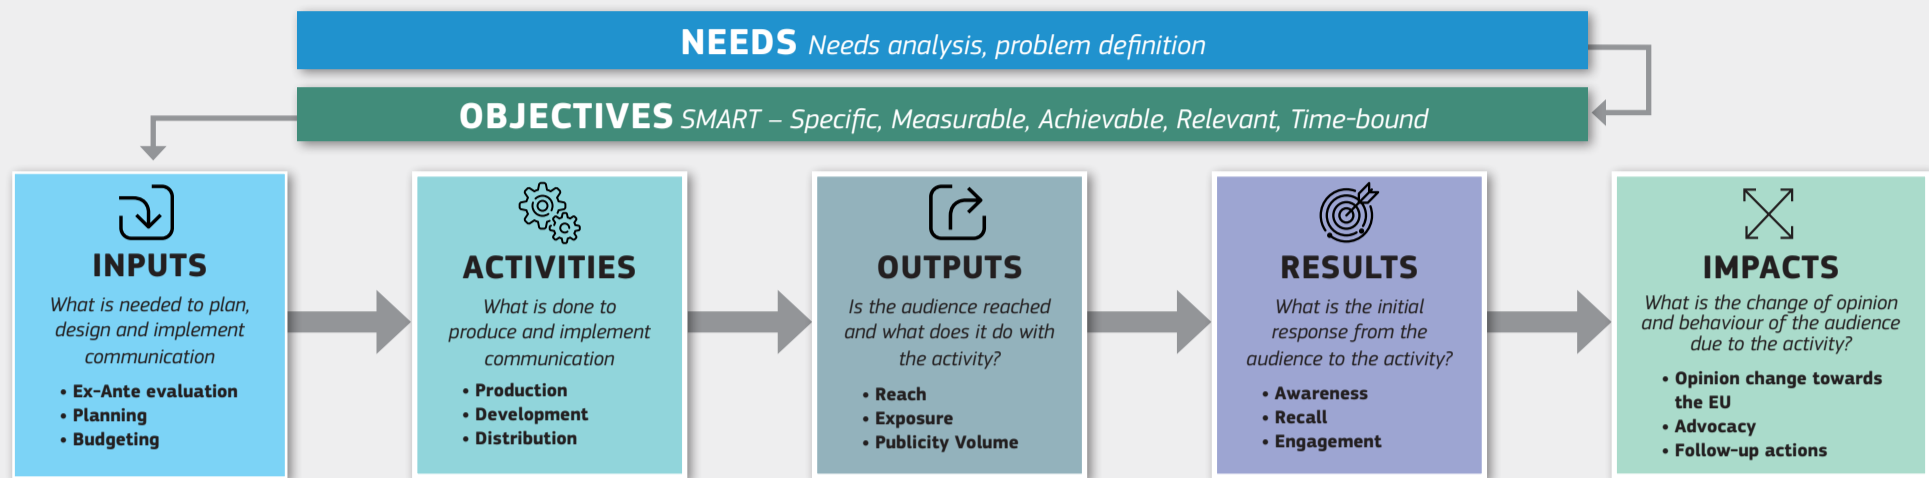 NEEDS Needs analysis, problem definition
OBJECTIVES SMART – Specific, Measurable, Achievable, Relevant, Time-bound
INPUTS
What is needed to plan,
design and implement
communication
• Ex-Ante evaluation
• Planning
• Budgeting
ACTIVITIES
What is done to
produce and implement
communication
• Production
• Development
• Distribution
OUTPUTS
Is the audience reached
and what does it do with
the activity?
• Reach
• Exposure
• Publicity Volume
RESULTS
What is the initial
response from the
audience to the activity?
• Awareness
• Recall
• Engagement
IMPACTS
What is the change of opinion
and behaviour of the audience
due to the activity?
• Opinion change towards
the EU
• Advocacy
• Follow-up actions